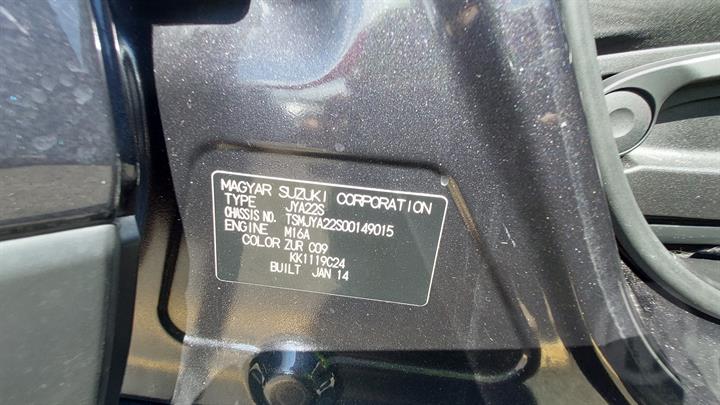 MAGYAR SUZUKI CORPORATION
TYPE JYA22S
CHASSIS NO. TSMJYA22S00149015
ENGINE M16A
COLOR ZUR C09
KK1119C24
BUILT JAN 14